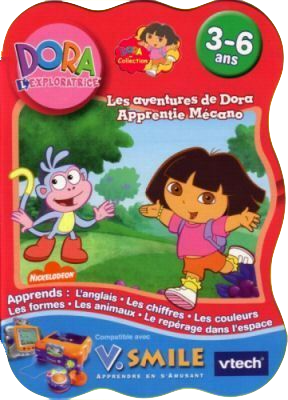 DORA
L'EXPLORATRICE
DORA
Collection
3-6
ans
Les aventures de Dora
Apprentie Mécano
NICKELODEON
Apprends : L'anglais • Les chiffres • Les couleurs
Les formes • Les animaux • Le repérage dans l'espace
Compatible avec
V.SMILE
APPRENDRE EN S'AMUSANT
vtech